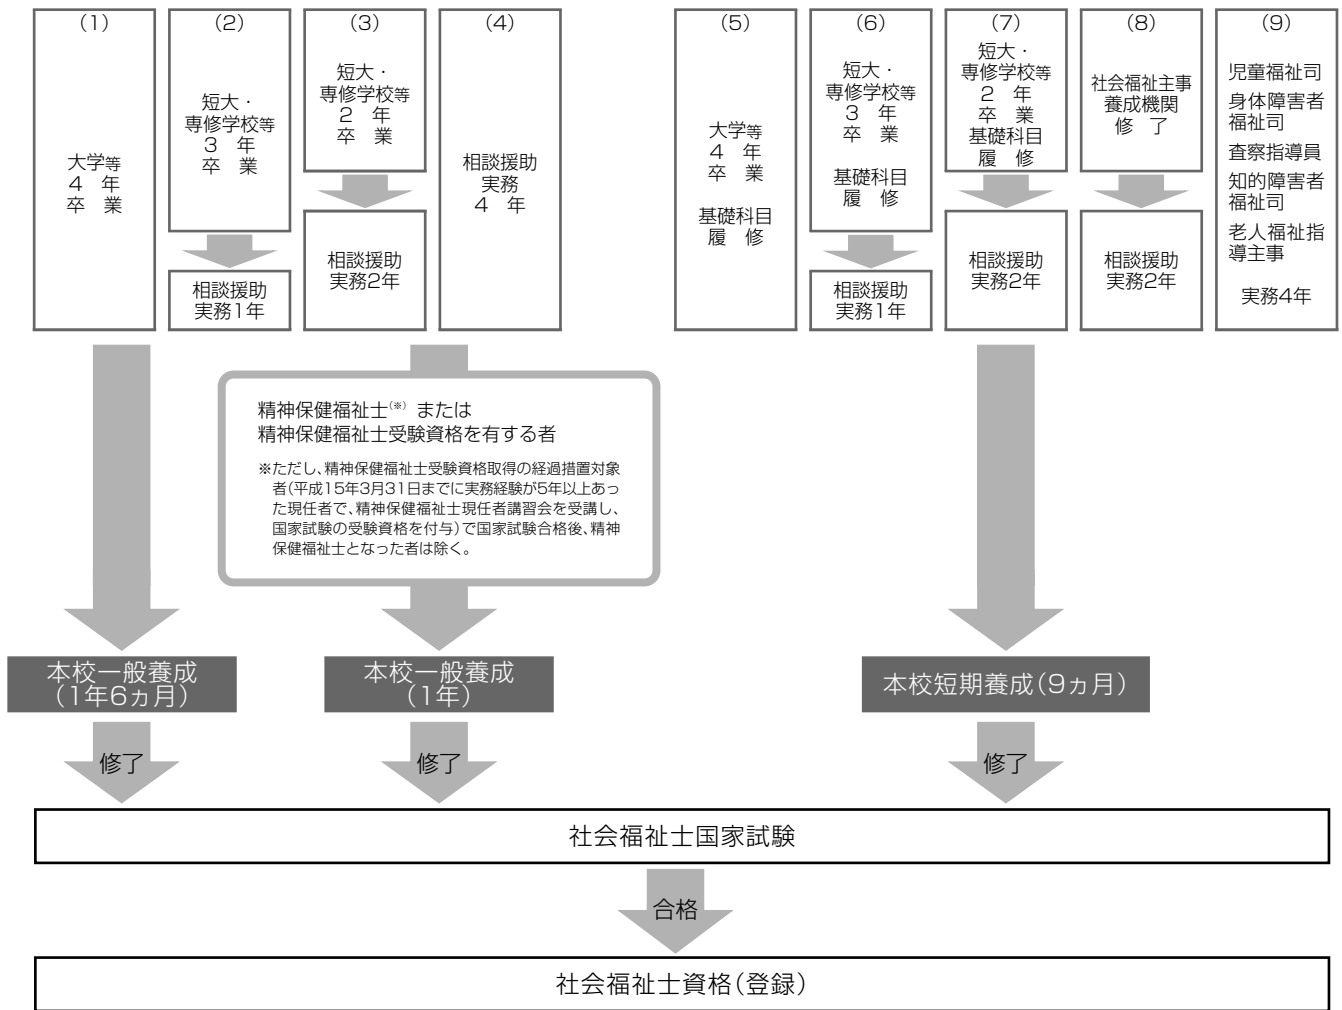 (1)
大学等
4 年
卒 業
(2)
短大・
専修学校等
3 年
卒 業
相談援助
実務1年
(3)
短大・
専修学校等
2 年
卒 業
相談援助
実務2年
(4)
相談援助
実務
4 年
(5)
大学等
4 年
卒 業
基礎科目
履 修
(6)
短大・
専修学校等
3 年
卒 業
基礎科目
履 修
相談援助
実務1年
(7)
短大・
専修学校等
2 年
卒 業
基礎科目
履 修
相談援助
実務2年
(8)
社会福祉主事
養成機関
修 了
相談援助
実務2年
(9)
児童福祉司
身体障害者
福祉司
査察指導員
知的障害者
福祉司
老人福祉指
導主事
実務4年
精神保健福祉士(※) または
精神保健福祉士受験資格を有する者
※ただし、精神保健福祉士受験資格取得の経過措置対象
者(平成15年3月31日までに実務経験が5年以上あっ
た現任者で、精神保健福祉士現任者講習会を受講し、
国家試験の受験資格を付与)で国家試験合格後、精神
保健福祉士となった者は除く。
本校一般養成
(1年6ヵ月)
本校一般養成
(1年)
本校短期養成(9ヵ月)
修了
修了
修了
社会福祉士国家試験
合格
社会福祉士資格(登録)